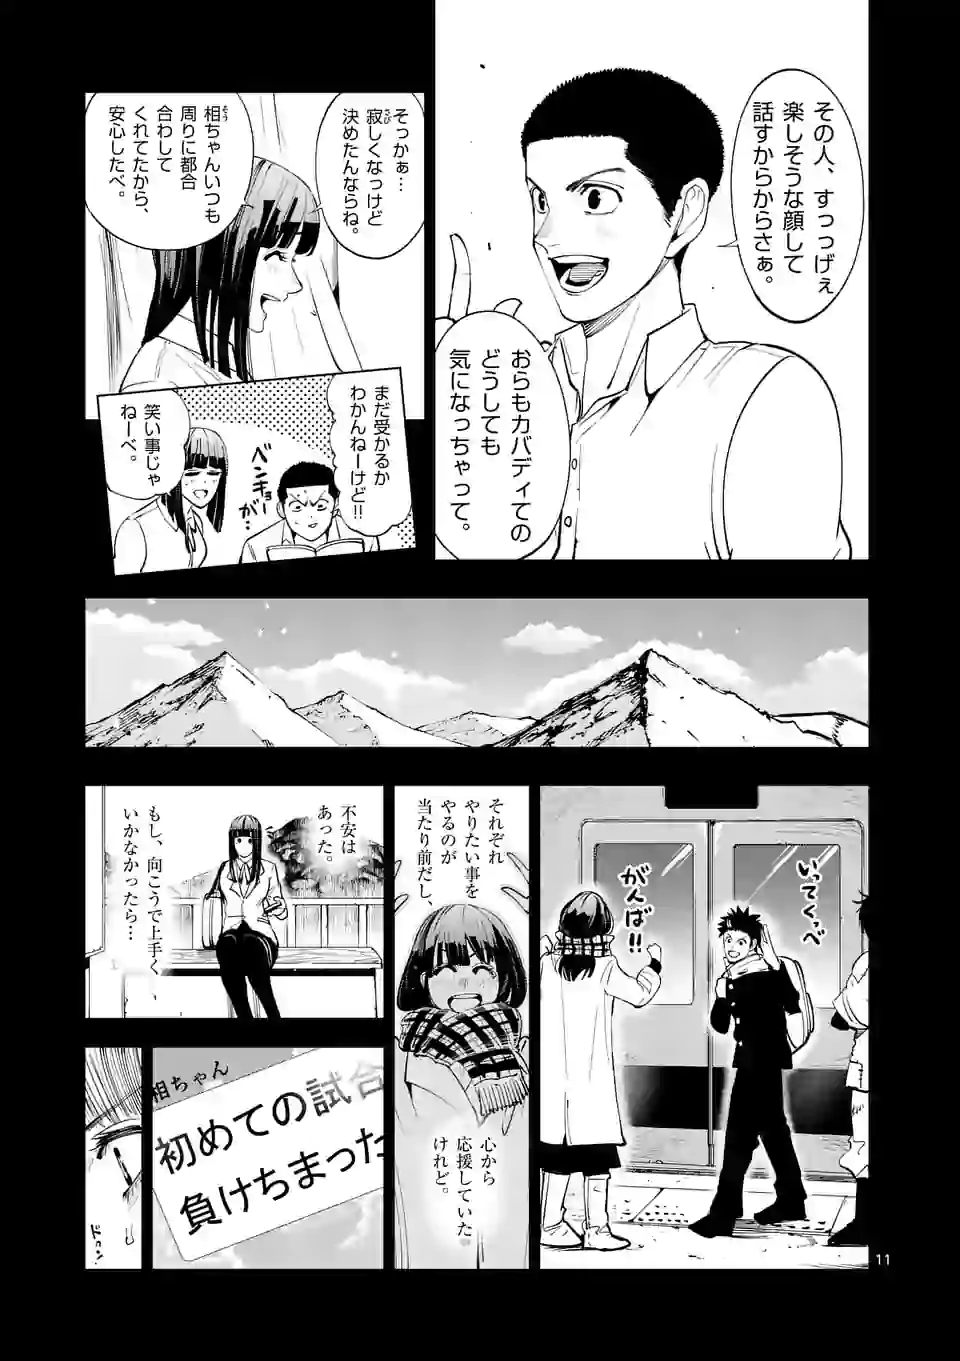 その人、すっっげぇ
楽しそうな顔して
話すからからさぁ。
おらもカバディての
どうしても
気になっちゃって。
そっかぁ…
寂しくなっけど
決めたんならね。
相ちゃんいつも
周りに都合
合わして
くれてたから、
安心したべ。
まだ受かるか
わかんねーけど!!
ベンキョーが…
笑い事じゃ
ねーべ。
いってくっべ
がんば!!
それぞれ
やりたい事を
やるのが
当たり前だし、
心から
応援していた
けれど。
不安は
あった。
もし、向こうで上手く
いかなかったら…
相ちゃん
初めての試合
負けちまった
ドクン
11